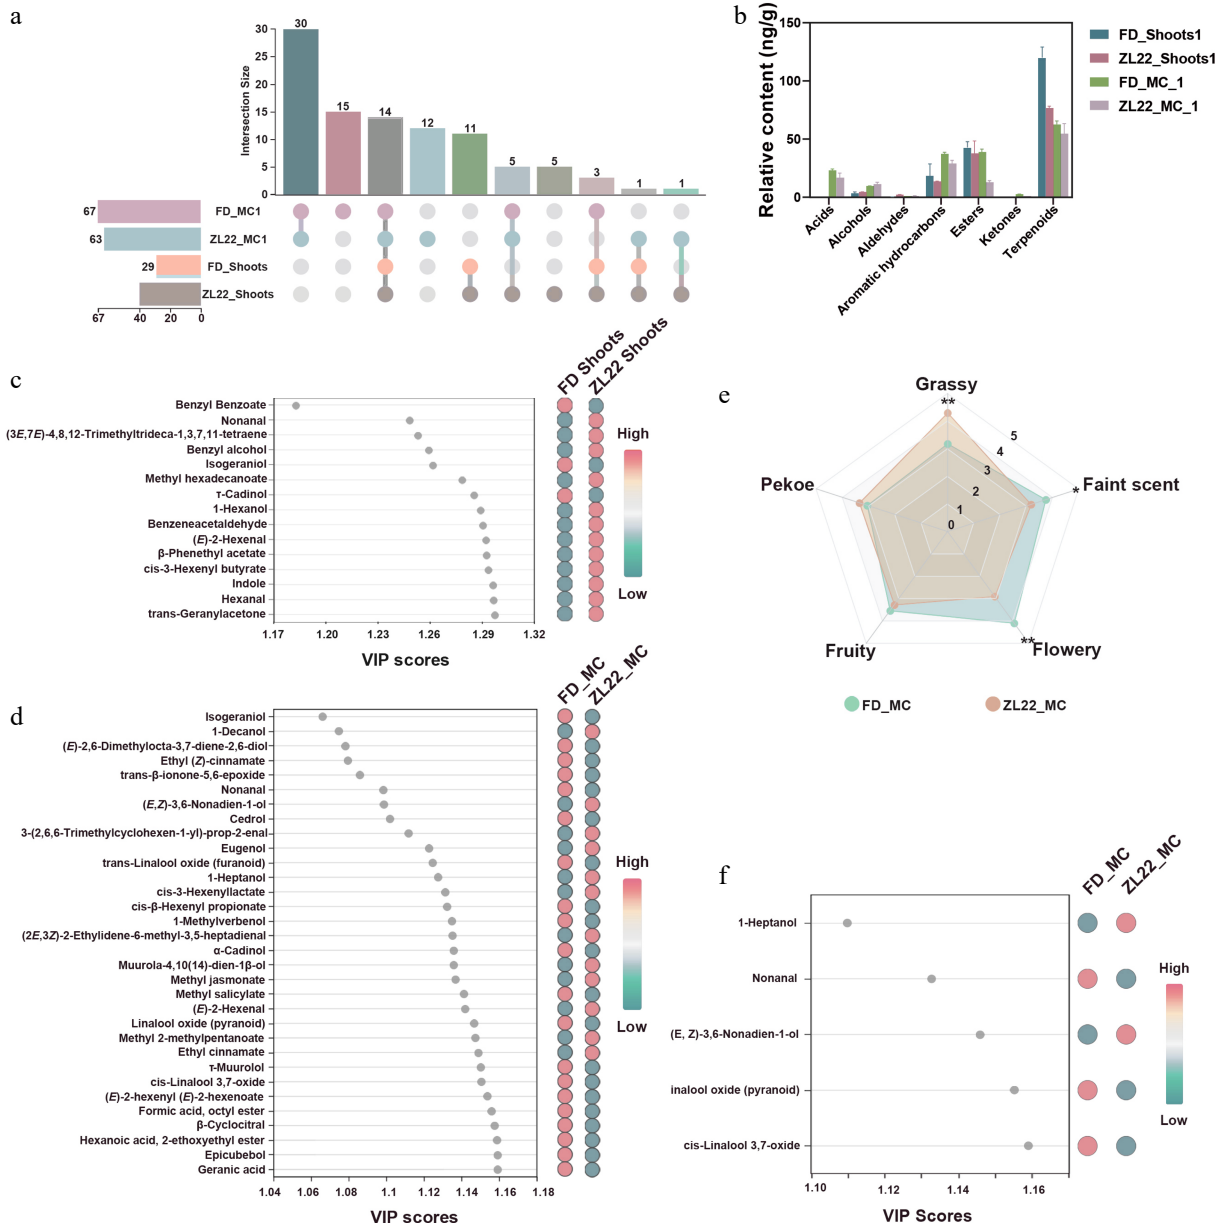 a
30
30
25
20
15
10
5
0
Intersection Size
15
14
12
11
5
5
3
1
1
67
63
29
FD_MC1
ZL22_MC1
FD_Shoots
ZL22_Shoots
67
40
20
0
b
Relative content (ng/g)
150
100
50
0
Acids
Alcohols
Aldehydes
Aromatic hydrocarbons
Esters
Ketones
Terpenoids
FD_Shoots1
ZL22_Shoots1
FD_MC_1
ZL22_MC_1
c
FD Shoots
ZL22 Shoots
Benzyl Benzoate
Nonanal
(3E,7E)-4,8,12-Trimethyltrideca-1,3,7,11-tetraene
Benzyl alcohol
Isogeraniol
Methyl hexadecanoate
τ-Cadinol
1-Hexanol
Benzeneacetaldehyde
(E)-2-Hexenal
β-Phenethyl acetate
cis-3-Hexenyl butyrate
Indole
Hexanal
trans-Geranylacetone
1.17
1.20
1.23
1.26
1.29
1.32
VIP scores
High
Low
d
FD_MC
ZL22_MC
Isogeraniol
1-Decanol
(E)-2,6-Dimethylocta-3,7-diene-2,6-diol
Ethyl (Z)-cinnamate
trans-β-ionone-5,6-epoxide
Nonanal
(E,Z)-3,6-Nonadien-1-ol
Cedrol
3-(2,6,6-Trimethylcyclohexen-1-yl)-prop-2-enal
Eugenol
trans-Linalool oxide (furanoid)
1-Heptanol
cis-3-Hexenyllactate
cis-β-Hexenyl propionate
1-Methylverbenol
(2E,3Z)-2-Ethylidene-6-methyl-3,5-heptadienal
α-Cadinol
Muurola-4,10(14)-dien-1β-ol
Methyl jasmonate
Methyl salicylate
(E)-2-Hexenal
Linalool oxide (pyranoid)
Methyl 2-methylpentanoate
Ethyl cinnamate
τ-Muurolol
cis-Linalool 3,7-oxide
(E)-2-hexenyl (E)-2-hexenoate
Formic acid, octyl ester
β-Cyclocitral
Hexanoic acid, 2-ethoxyethyl ester
Epicubebol
Geranic acid
1.04
1.06
1.08
1.1
1.12
1.14
1.16
1.18
VIP scores
High
Low
e
Grassy
**
5
4
3
2
1
0
Pekoe
* Faint scent
Fruity
**Flowery
FD_MC
ZL22_MC
f
FD_MC
ZL22_MC
1-Heptanol
Nonanal
(E, Z)-3,6-Nonadien-1-ol
inalool oxide (pyranoid)
cis-Linalool 3,7-oxide
1.10
1.12
1.14
1.16
VIP Scores
High
Low